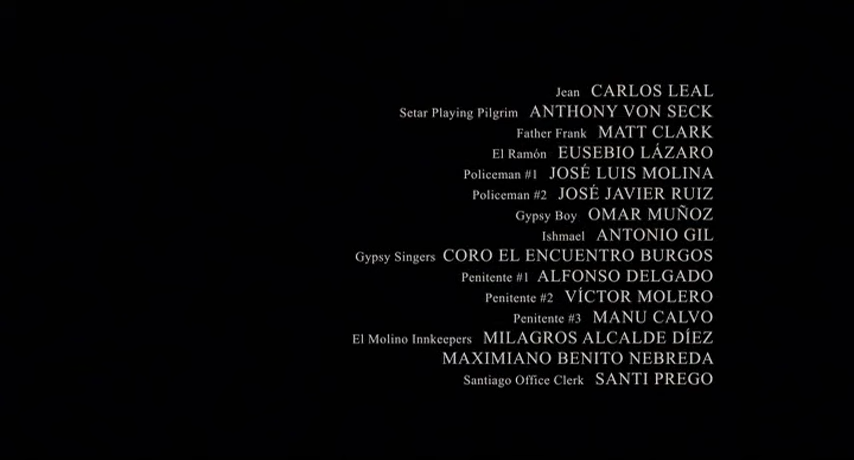 Jean CARLOS LEAL
Setar Playing Pilgrim ANTHONY VON SECK
Father Frank MATT CLARK
El Ramón EUSEBIO LÁZARO
Policeman #1 JOSÉ LUIS MOLINA
Policeman #2 JOSÉ JAVIER RUIZ
Gypsy Boy OMAR MUÑOZ
Ishmael ANTONIO GIL
Gypsy Singers CORO EL ENCUENTRO BURGOS
Penitente #1 ALFONSO DELGADO
Penitente #2 VÍCTOR MOLERO
Penitente #3 MANU CALVO
El Molino Innkeepers MILAGROS ALCALDE DÍEZ
MAXIMIANO BENITO NEBREDA
Santiago Office Clerk SANTI PREGO